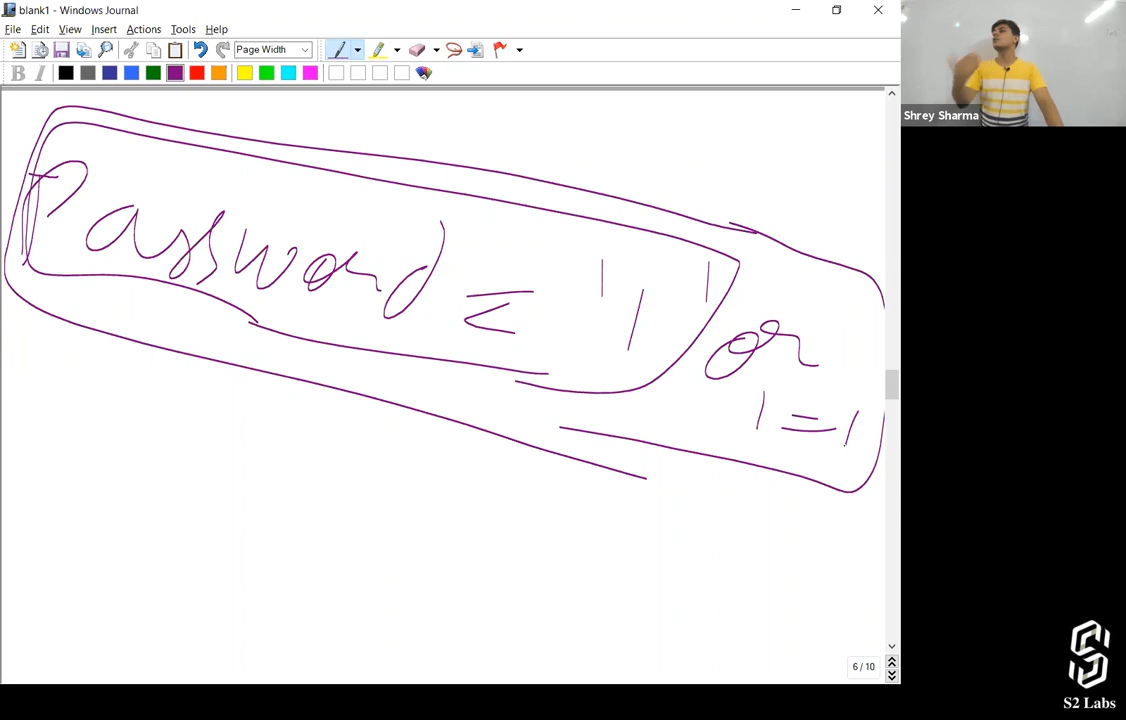 blank1 - Windows Journal
File Edit View Insert Actions Tools Help
Page Width
B I
Shrey Sharma
Password = '1' or
1=1
6 / 10
S2 Labs